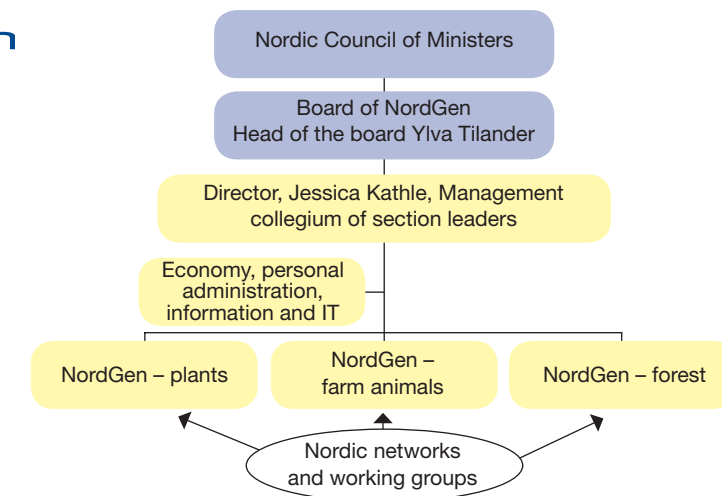 Nordic Council of Ministers
Board of NordGen
Head of the board Ylva Tilander
Director, Jessica Kathle, Management
collegium of section leaders
Economy, personal
administration,
information and IT
NordGen – plants
NordGen –
farm animals
NordGen – forest
Nordic networks
and working groups